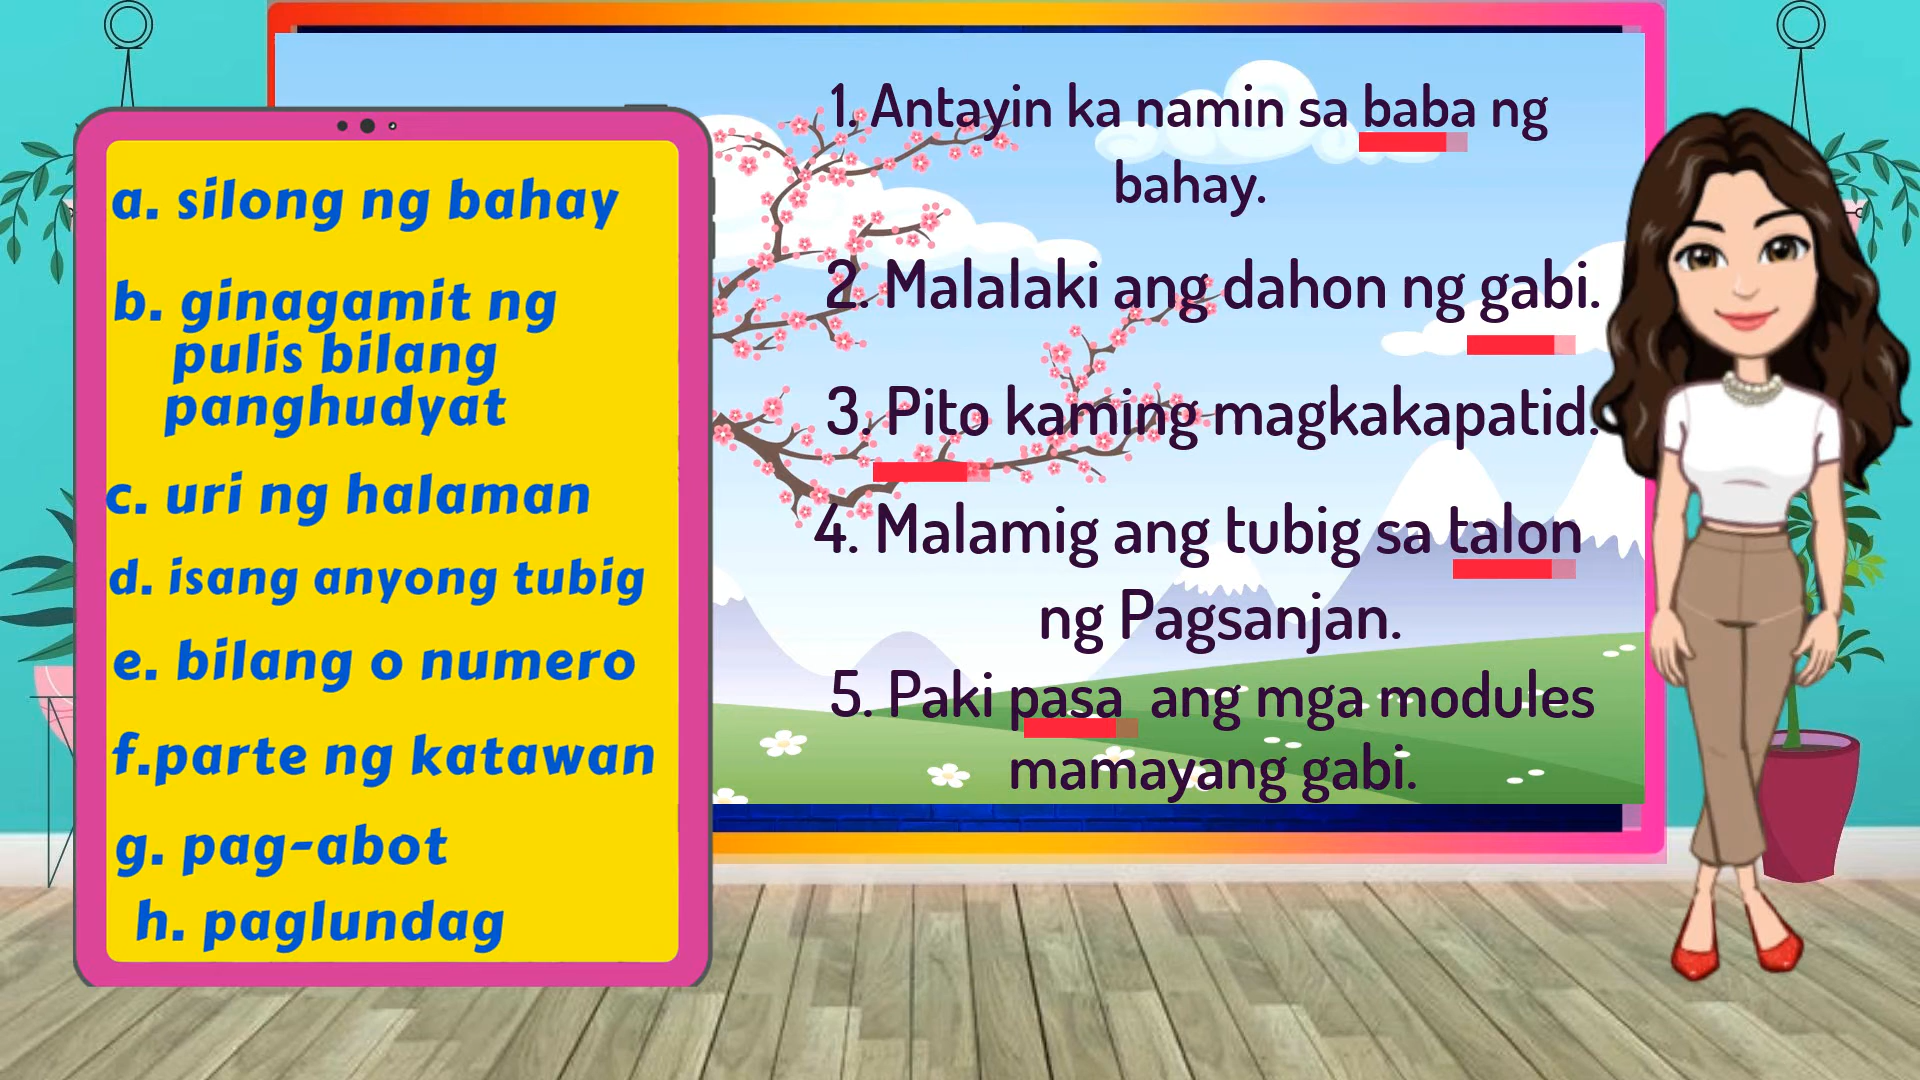 a. silong ng bahay
b. ginagamit ng
pulis bilang
panghudyat
c. uri ng halaman
d. isang anyong tubig
e. bilang o numero
f.parte ng katawan
g. pag-abot
h. paglundag
1. Antayin ka namin sa baba ng
bahay.
2. Malalaki ang dahon ng gabi.
3. Pito kaming magkakapatid.
4. Malamig ang tubig sa talon
ng Pagsanjan.
5. Paki pasa ang mga modules
mamayang gabi.